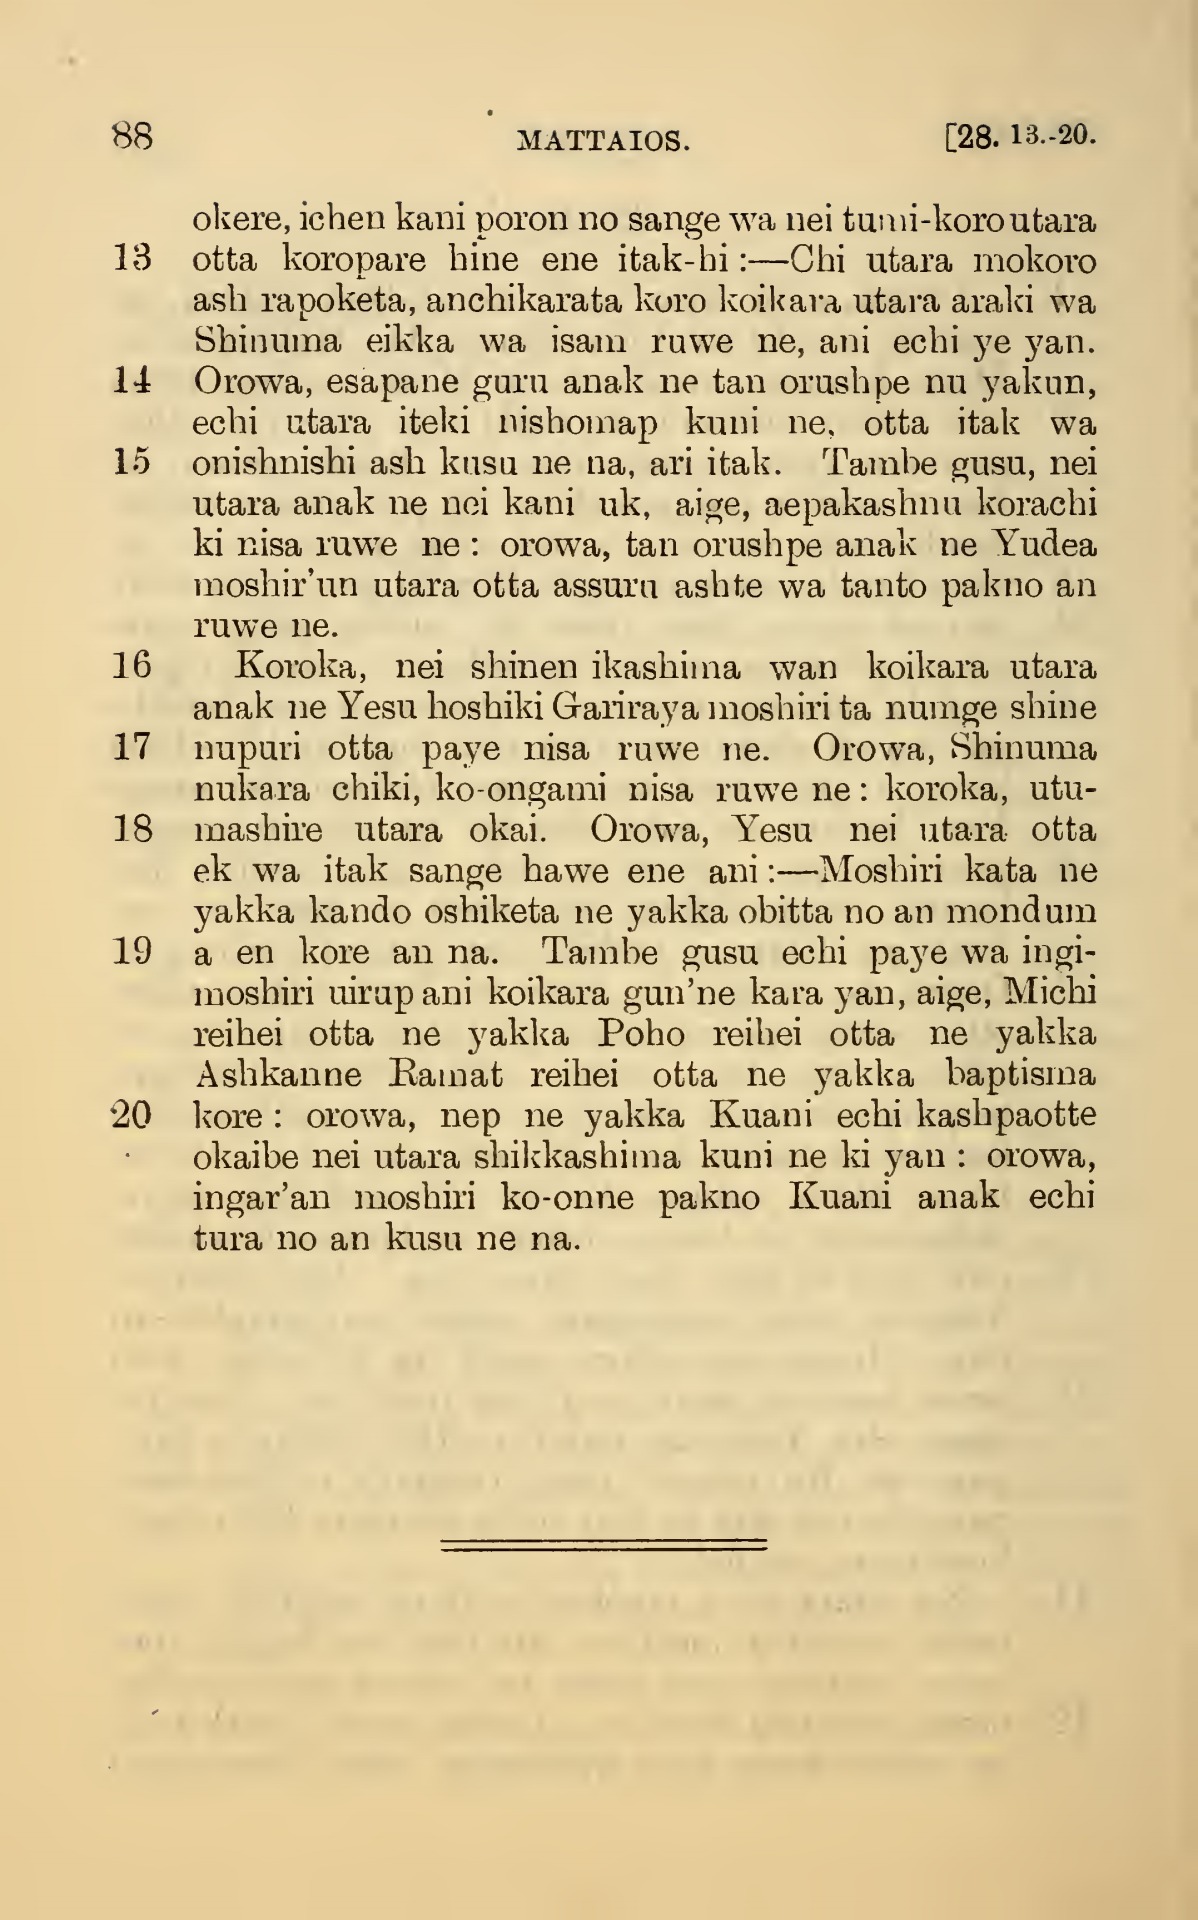 88 MATTAIOS. [28. 13.-20.
okere, ichen kani poron no sange wa nei tumi-koro utara
13 otta koropare hine ene itak-hi :—Chi utara mokoro
ash rapoketa, anchikarata koro koikara utara araki wa
Shinuma eikka wa isam ruwe ne, ani echi ye yan.
14 Orowa, esapane guru anak ne tan orushpe nu yakun,
echi utara iteki nishomap kuni ne, otta itak wa
15 onishnishi ash kusu ne na, ari itak. Tambe gusu, nei
utara anak ne nei kani uk, aige, aepakashnu korachi
ki nisa ruwe ne : orowa, tan orushpe anak ne Yudea
moshir'un utara otta assuru ashte wa tanto pakno an
ruwe ne.
16 Koroka, nei shinen ikashima wan koikara utara
anak ne Yesu hoshiki Gariraya moshiri ta numge shine
17 nupuri otta paye nisa ruwe ne. Orowa, Shinuma
nukara chiki, ko-ongami nisa ruwe ne : koroka, utu-
18 mashire utara okai. Orowa, Yesu nei utara otta
ek wa itak sange hawe ene ani :—Moshiri kata ne
yakka kando oshiketa ne yakka obitta no an mondum
19 a en kore an na. Tambe gusu echi paye wa ingi-
moshiri uirup ani koikara gun'ne kara yan, aige, Michi
reihei otta ne yakka Poho reihei otta ne yakka
Ashkanne Ramat reihei otta ne yakka baptisma
20 kore : orowa, nep ne yakka Kuani echi kashpaotte
okaibe nei utara shikkashima kuni ne ki yan : orowa,
ingar'an moshiri ko-onne pakno Kuani anak echi
tura no an kusu ne na.